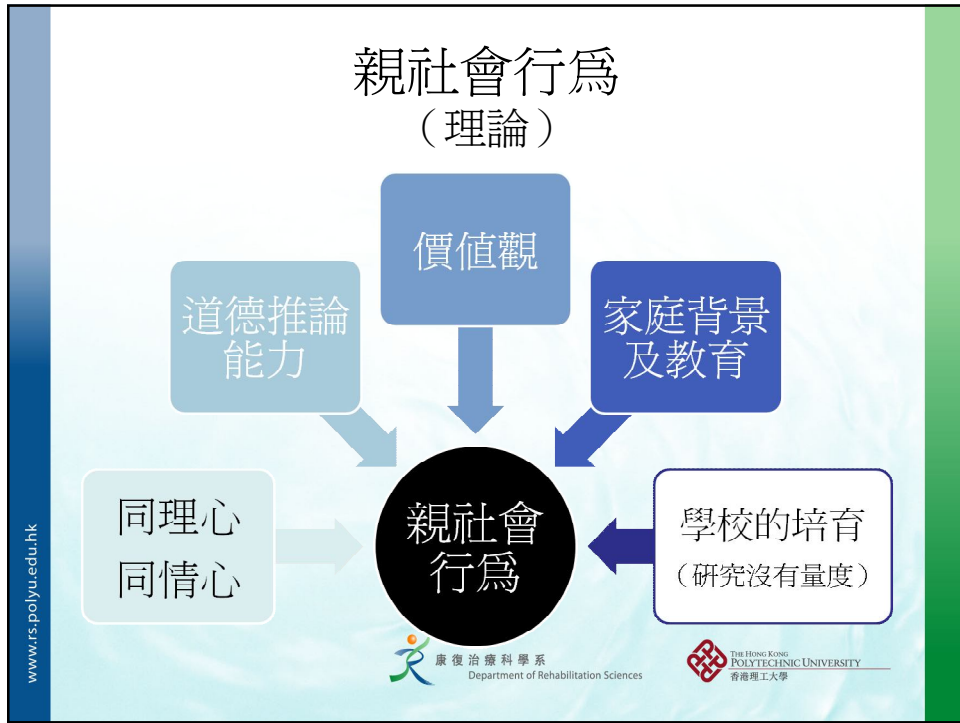 親社會行為
（理論）
價值觀
道德推論
能力
家庭背景
及教育
同理心
同情心
親社會
行為
學校的培育
（研究沒有量度）
www.rs.polyu.edu.hk
康復治療科學系
Department of Rehabilitation Sciences
THE HONG KONG
POLYTECHNIC UNIVERSITY
香港理工大學